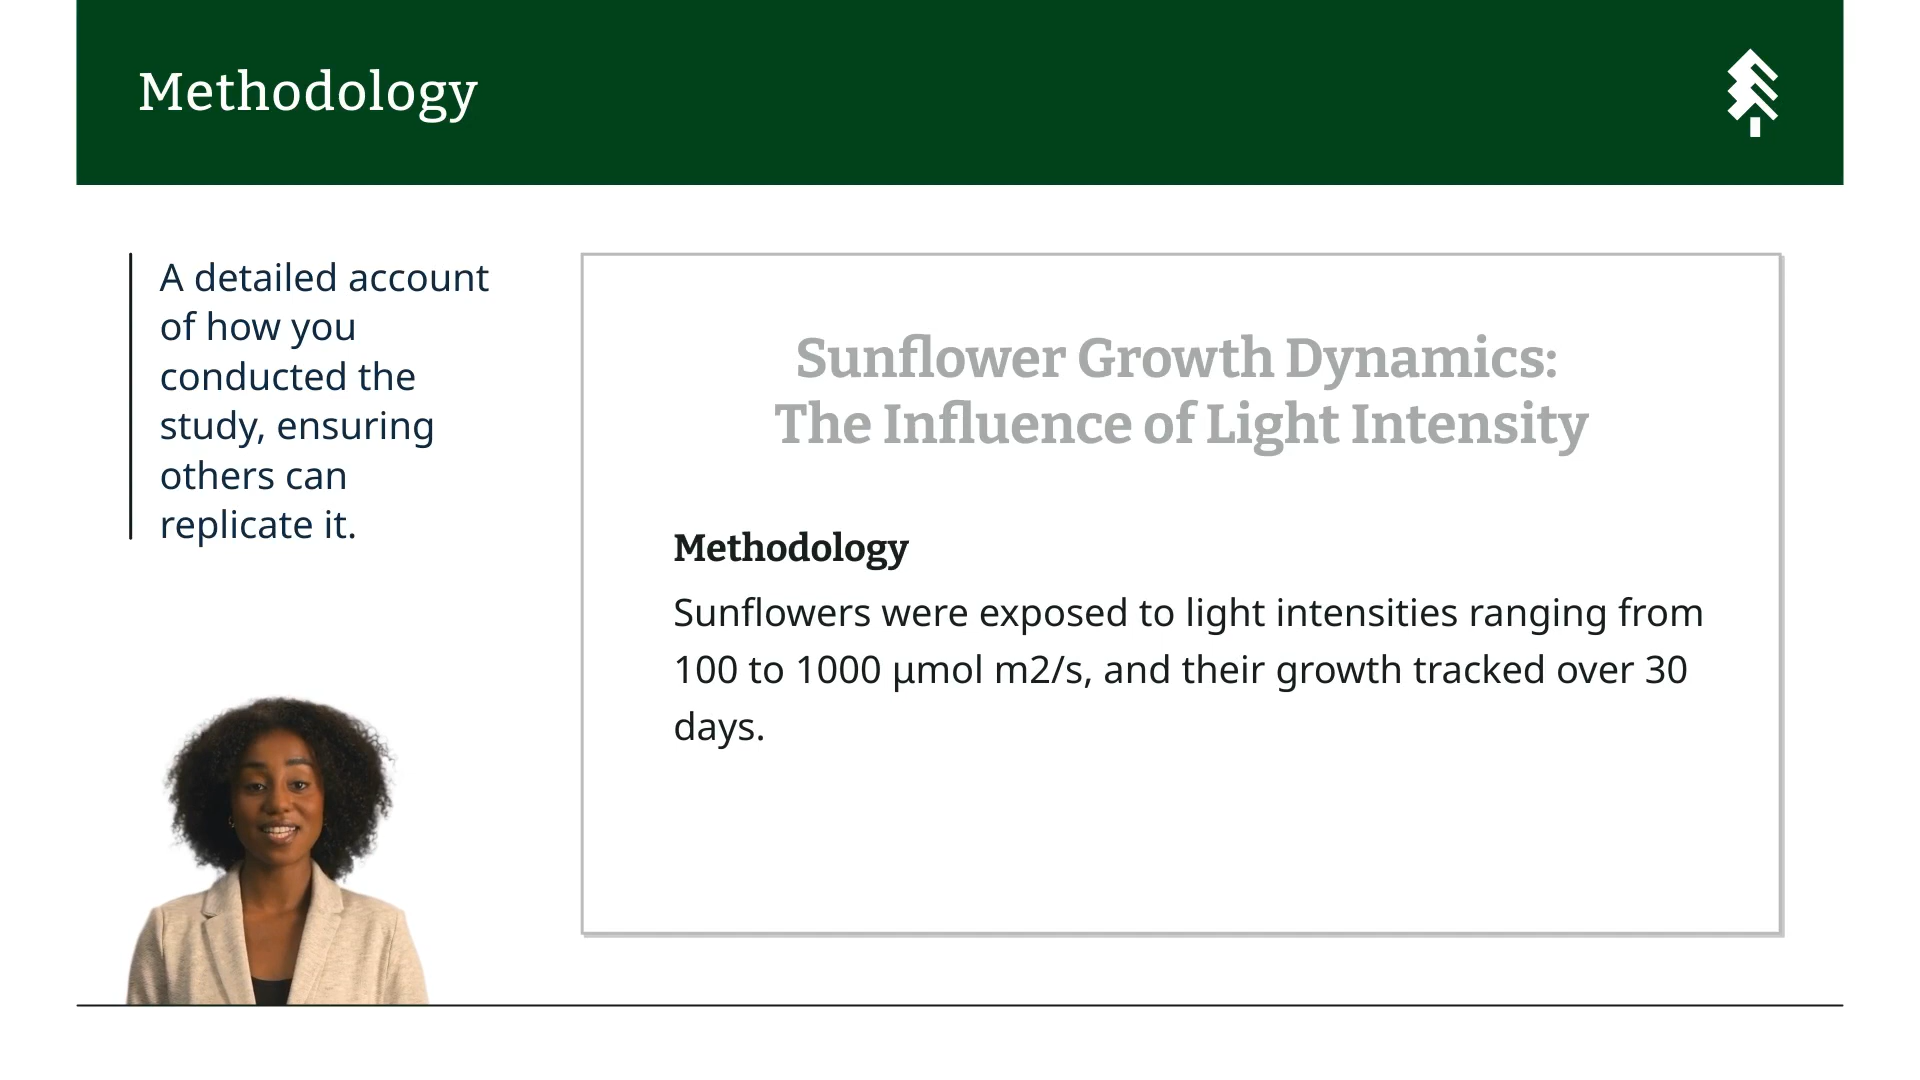 Methodology
A detailed account
of how you
conducted the
study, ensuring
others can
replicate it.
Sunflower Growth Dynamics:
The Influence of Light Intensity
Methodology
Sunflowers were exposed to light intensities ranging from
100 to 1000 μmol m2/s, and their growth tracked over 30
days.